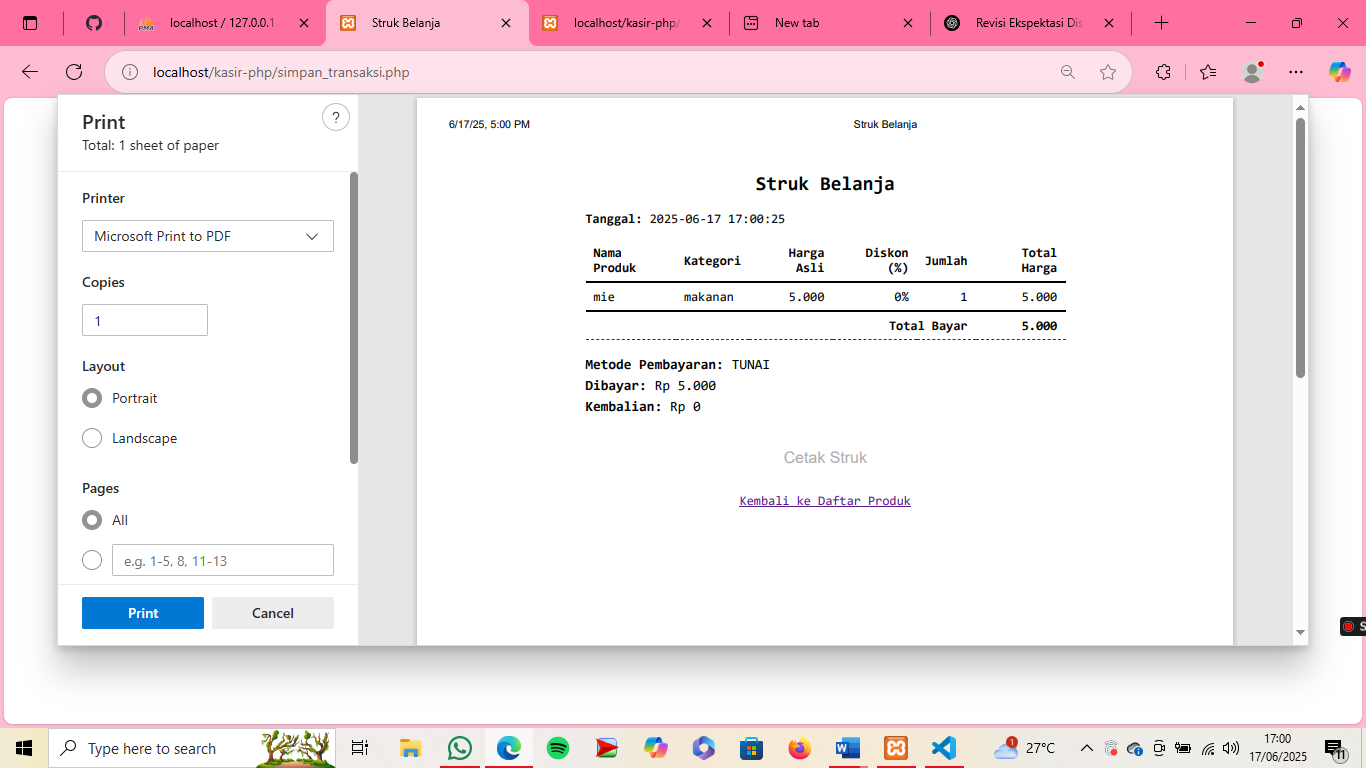 localhost / 127.0.0.1
Struk Belanja
localhost/kasir-php/
New tab
Revisi Ekspektasi Dis
localhost/kasir-php/simpan_transaksi.php
Print
?
Total: 1 sheet of paper
Printer
Microsoft Print to PDF
Copies
1
Layout
Portrait
Landscape
Pages
All
e.g. 1-5, 8, 11-13
Print
Cancel
6/17/25, 5:00 PM
Struk Belanja
Struk Belanja
Tanggal: 2025-06-17 17:00:25
Nama Produk Kategori Harga Asli Diskon (%) Jumlah Total Harga
mie makanan 5.000 0% 1 5.000
Total Bayar 5.000
Metode Pembayaran: TUNAI
Dibayar: Rp 5.000
Kembalian: Rp 0
Cetak Struk
Kembali ke Daftar Produk
S
Type here to search
1
27°C
17:00
17/06/2025
11